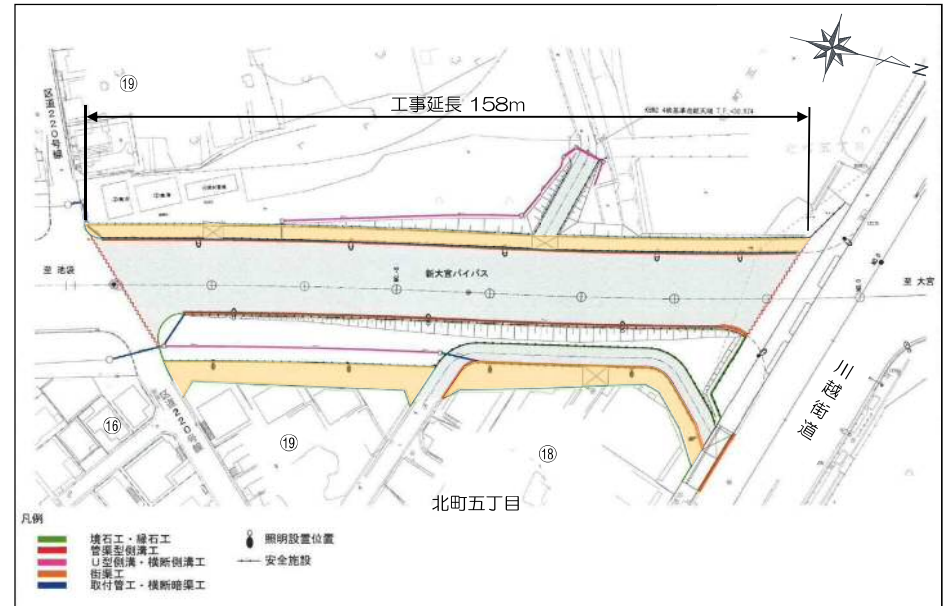 ⑲
区道220号線
工事延長 158m
N
至 池袋
新大宮バイパス
至 大宮
川越街道
⑯
区道220号線
⑲
⑱
北町五丁目
凡例
境石工・縁石工
管渠型側溝工
U型側溝・横断側溝工
街渠工
取付管工・横断暗渠工
照明設置位置
安全施設